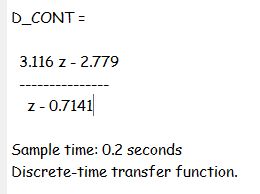 D_CONT =
3.116 z - 2.779
---------------
z - 0.7141
Sample time: 0.2 seconds
Discrete-time transfer function.